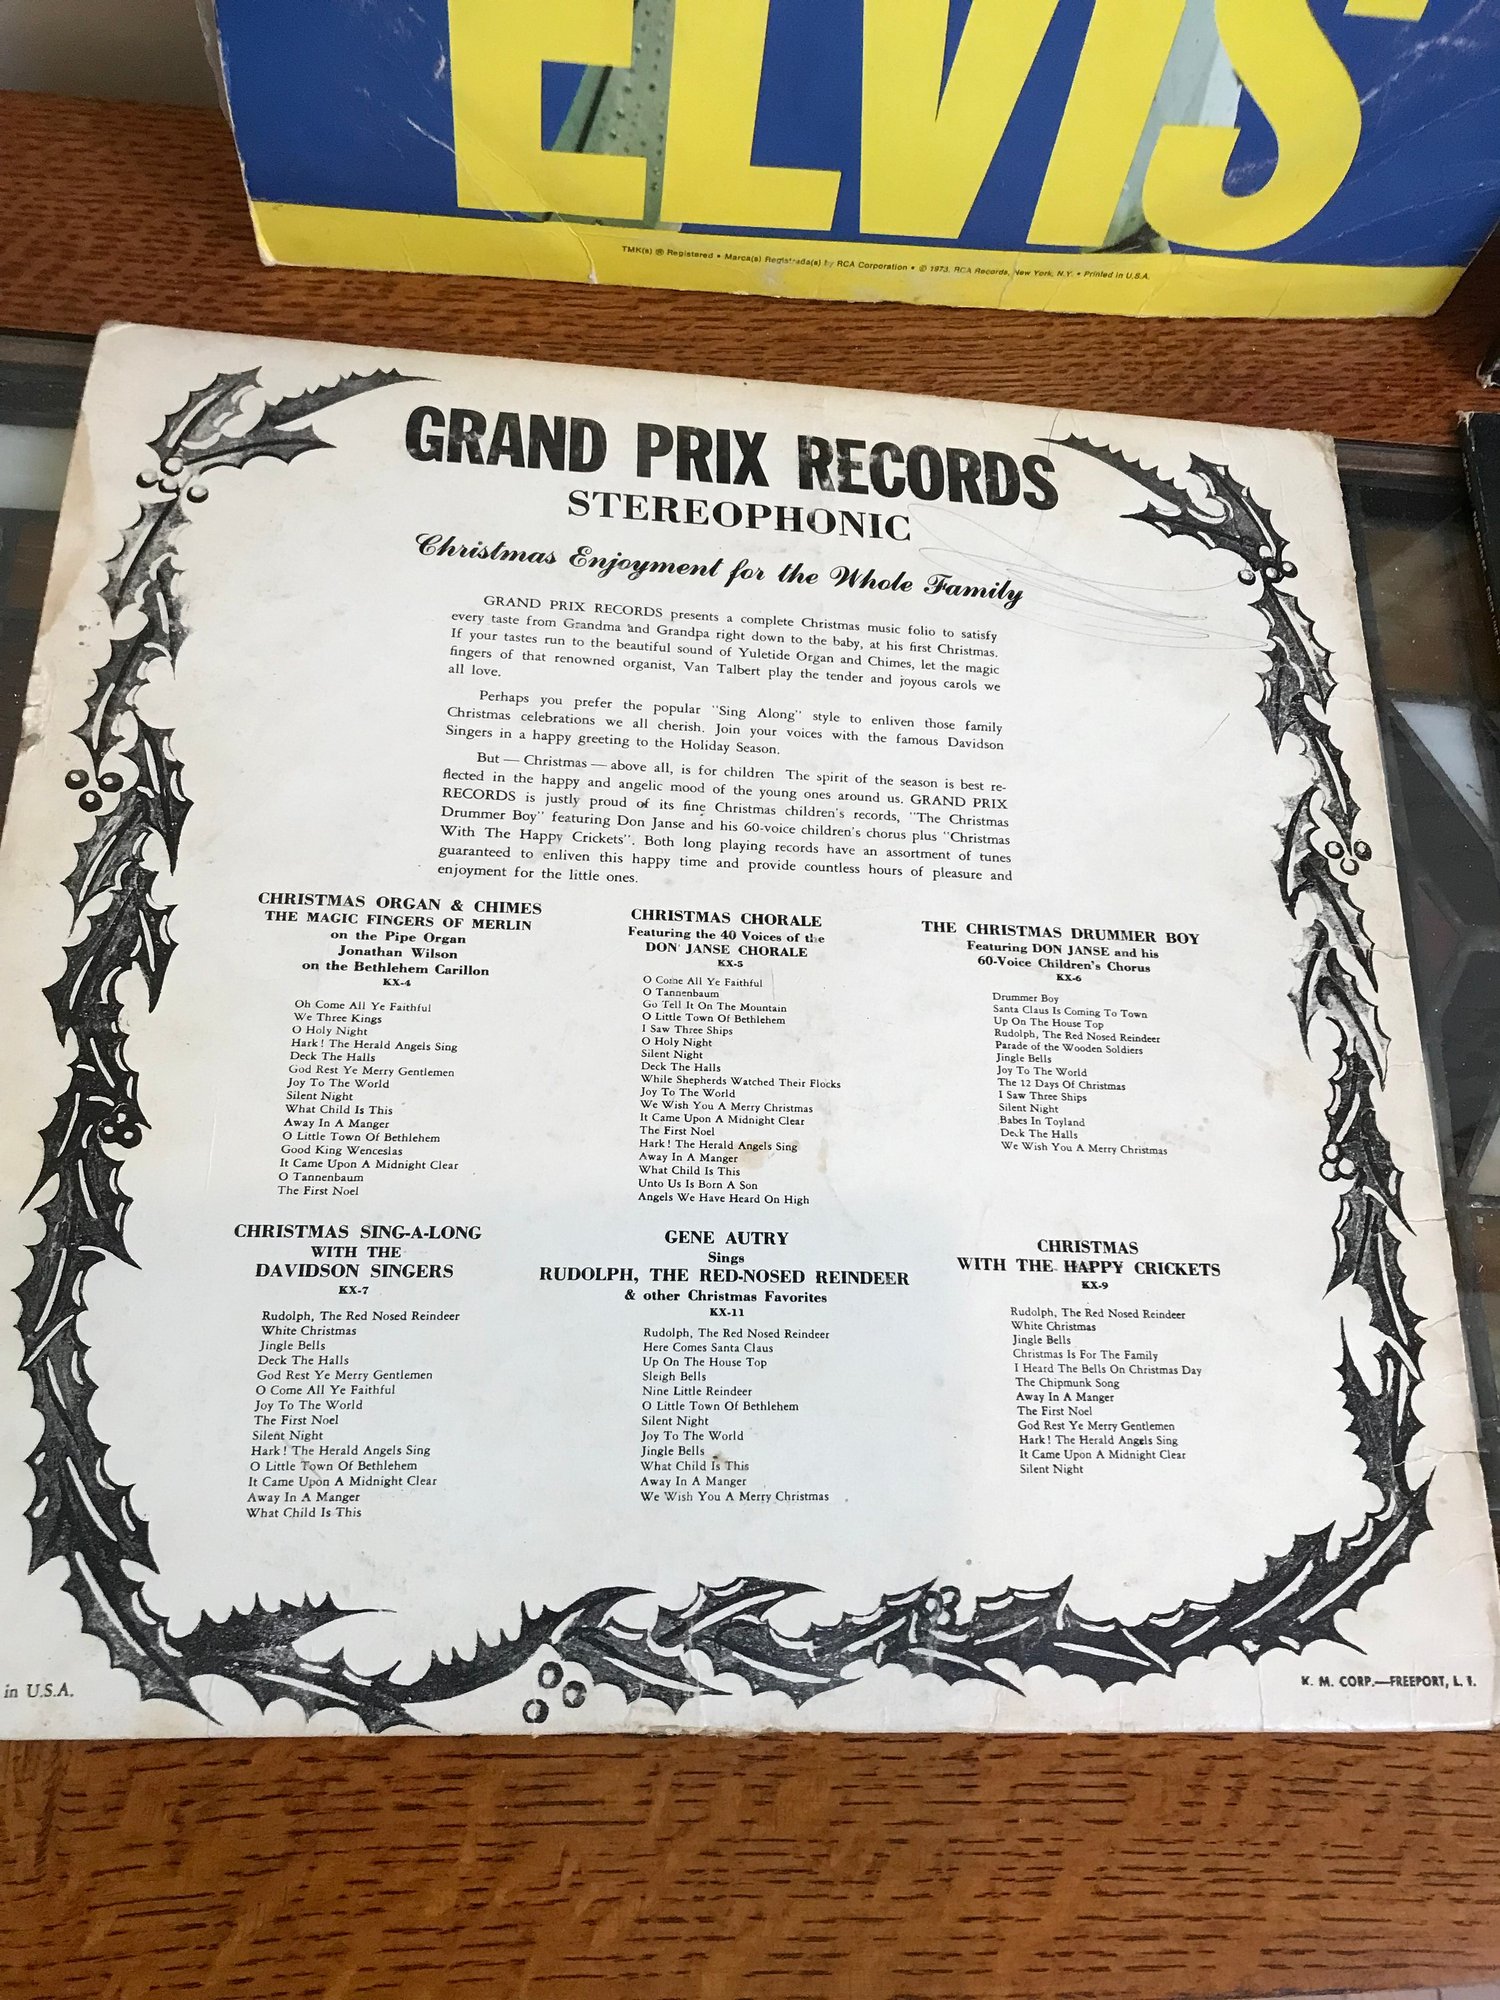 ELVIS
TMK(s) ® Registered • Marca(s) Registrada(s) by RCA Corporation • © 1973, RCA Records, New York, N.Y. • Printed in U.S.A.
GRAND PRIX RECORDS
STEREOPHONIC
Christmas Enjoyment for the Whole Family
GRAND PRIX RECORDS presents a complete Christmas music folio to satisfy
every taste from Grandma and Grandpa right down to the baby, at his first Christmas.
If your tastes run to the beautiful sound of Yuletide Organ and Chimes, let the magic
fingers of that renowned organist, Van Talbert play the tender and joyous carols we
all love.
Perhaps you prefer the popular "Sing Along" style to enliven those family
Christmas celebrations we all cherish. Join your voices with the famous Davidson
Singers in a happy greeting to the Holiday Season.
But — Christmas — above all, is for children The spirit of the season is best re-
flected in the happy and angelic mood of the young ones around us. GRAND PRIX
RECORDS is justly proud of its fine Christmas children's records, "The Christmas
Drummer Boy" featuring Don Janse and his 60-voice children's chorus plus "Christmas
With The Happy Crickets". Both long playing records have an assortment of tunes
guaranteed to enliven this happy time and provide countless hours of pleasure and
enjoyment for the little ones.
CHRISTMAS ORGAN & CHIMES
THE MAGIC FINGERS OF MERLIN
on the Pipe Organ
Jonathan Wilson
on the Bethlehem Carillon
KX-4
Oh Come All Ye Faithful
We Three Kings
O Holy Night
Hark! The Herald Angels Sing
Deck The Halls
God Rest Ye Merry Gentlemen
Joy To The World
Silent Night
What Child Is This
Away In A Manger
O Little Town Of Bethlehem
Good King Wenceslas
It Came Upon A Midnight Clear
O Tannenbaum
The First Noel
CHRISTMAS CHORALE
Featuring the 40 Voices of the
DON JANSE CHORALE
KX-5
O Come All Ye Faithful
O Tannenbaum
Go Tell It On The Mountain
O Little Town Of Bethlehem
I Saw Three Ships
O Holy Night
Silent Night
Deck The Halls
While Shepherds Watched Their Flocks
Joy To The World
We Wish You A Merry Christmas
It Came Upon A Midnight Clear
The First Noel
Hark! The Herald Angels Sing
Away In A Manger
What Child Is This
Unto Us Is Born A Son
Angels We Have Heard On High
THE CHRISTMAS DRUMMER BOY
Featuring DON JANSE and his
60-Voice Children's Chorus
KX-6
Drummer Boy
Santa Claus Is Coming To Town
Up On The House Top
Rudolph, The Red Nosed Reindeer
Parade of the Wooden Soldiers
Jingle Bells
Joy To The World
The 12 Days Of Christmas
I Saw Three Ships
Silent Night
Babes In Toyland
Deck The Halls
We Wish You A Merry Christmas
CHRISTMAS SING-A-LONG
WITH THE
DAVIDSON SINGERS
KX-7
Rudolph, The Red Nosed Reindeer
White Christmas
Jingle Bells
Deck The Halls
God Rest Ye Merry Gentlemen
O Come All Ye Faithful
Joy To The World
The First Noel
Silent Night
Hark! The Herald Angels Sing
O Little Town Of Bethlehem
It Came Upon A Midnight Clear
Away In A Manger
What Child Is This
GENE AUTRY
Sings
RUDOLPH, THE RED-NOSED REINDEER
& other Christmas Favorites
KX-11
Rudolph, The Red Nosed Reindeer
Here Comes Santa Claus
Up On The House Top
Sleigh Bells
Nine Little Reindeer
O Little Town Of Bethlehem
Silent Night
Joy To The World
Jingle Bells
What Child Is This
Away In A Manger
We Wish You A Merry Christmas
CHRISTMAS
WITH THE HAPPY CRICKETS
KX-9
Rudolph, The Red Nosed Reindeer
White Christmas
Jingle Bells
Christmas Is For The Family
I Heard The Bells On Christmas Day
The Chipmunk Song
Away In A Manger
The First Noel
God Rest Ye Merry Gentlemen
Hark! The Herald Angels Sing
It Came Upon A Midnight Clear
Silent Night
in U.S.A.
K. M. CORP.—FREEPORT, L. I.